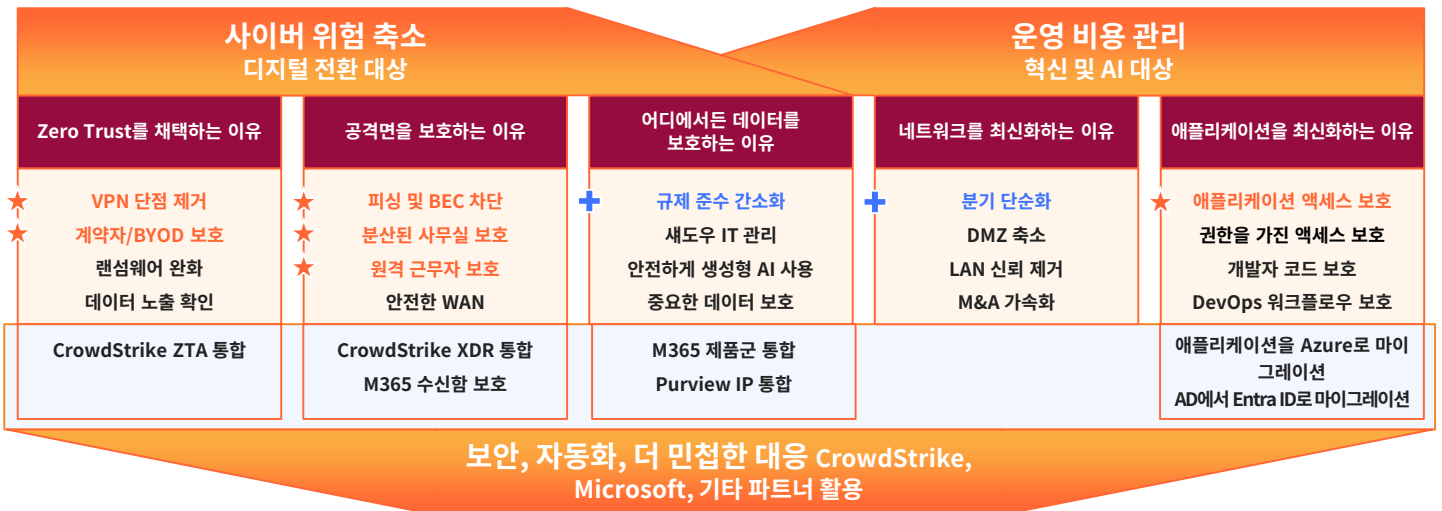 사이버 위험 축소
디지털 전환 대상
운영 비용 관리
혁신 및 AI 대상
Zero Trust를 채택하는 이유
VPN 단점 제거
계약자/BYOD 보호
랜섬웨어 완화
데이터 노출 확인
CrowdStrike ZTA 통합
공격면을 보호하는 이유
피싱 및 BEC 차단
분산된 사무실 보호
원격 근무자 보호
안전한 WAN
CrowdStrike XDR 통합
M365 수신함 보호
어디에서든 데이터를
보호하는 이유
규제 준수 간소화
섀도우 IT 관리
안전하게 생성형 AI 사용
중요한 데이터 보호
M365 제품군 통합
Purview IP 통합
네트워크를 최신화하는 이유
분기 단순화
DMZ 축소
LAN 신뢰 제거
M&A 가속화
애플리케이션을 최신화하는 이유
애플리케이션 액세스 보호
권한을 가진 액세스 보호
개발자 코드 보호
DevOps 워크플로우 보호
애플리케이션을 Azure로 마이
그레이션
AD에서 Entra ID로 마이그레이션
보안, 자동화, 더 민첩한 대응 CrowdStrike,
Microsoft, 기타 파트너 활용